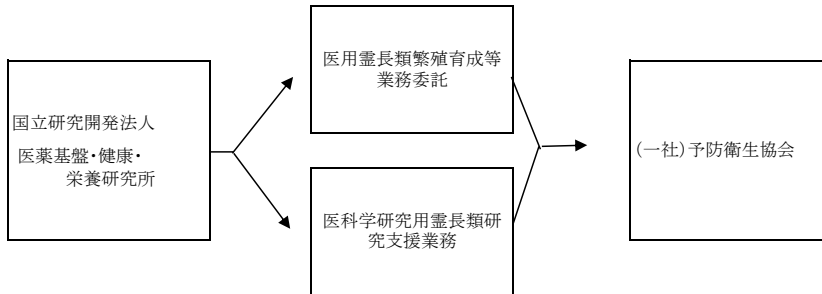 国立研究開発法人
医薬基盤・健康・
栄養研究所
医用霊長類繁殖育成等
業務委託
医科学研究用霊長類研
究支援業務
(一社)予防衛生協会